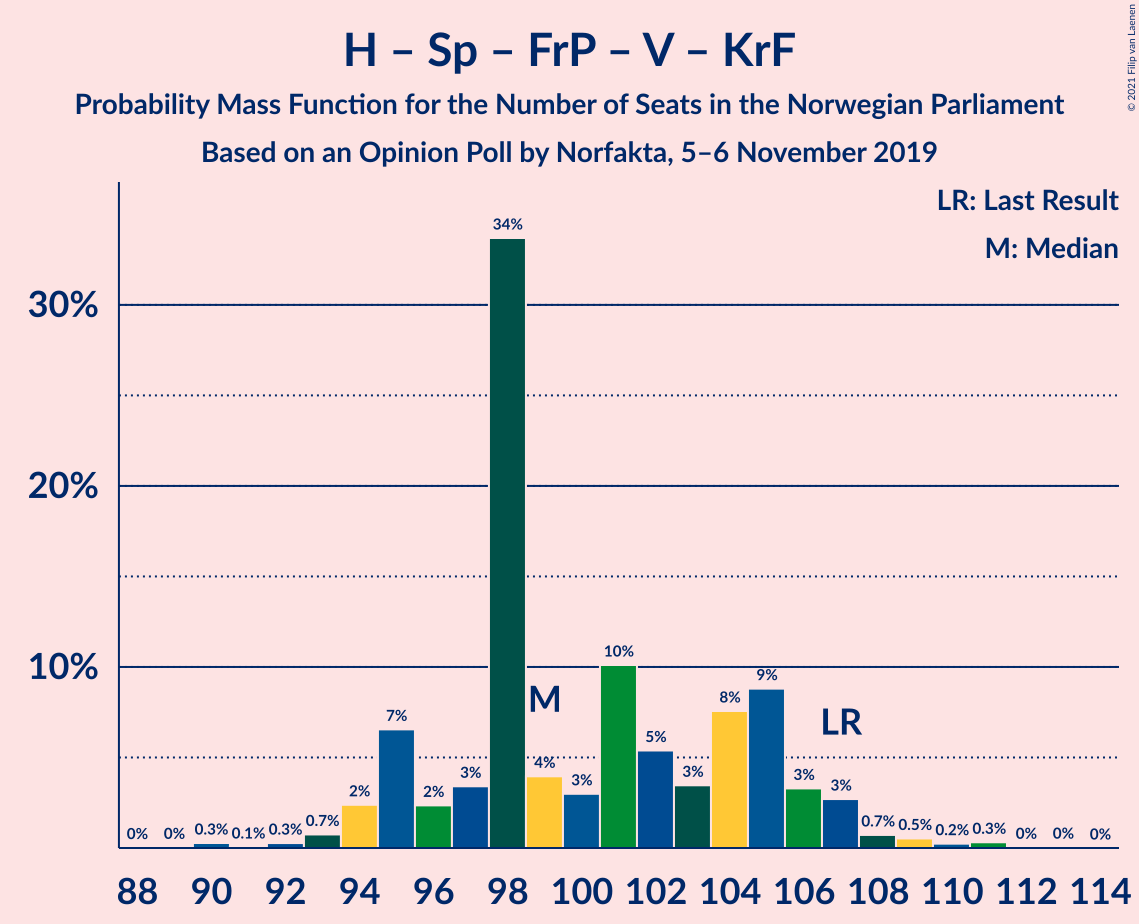 H – Sp – FrP – V – KrF
Probability Mass Function for the Number of Seats in the Norwegian Parliament
Based on an Opinion Poll by Norfakta, 5–6 November 2019
© 2021 Filip van Laenen
LR: Last Result
M: Median
30%
20%
10%
0% 0% 0.3% 0.1% 0.3% 0.7% 2% 7% 2% 3% 34% 4% 3% 10% 5% 3% 8% 9% 3% 3% 0.7% 0.5% 0.2% 0.3% 0% 0% 0%
M
LR
88 90 92 94 96 98 100 102 104 106 108 110 112 114